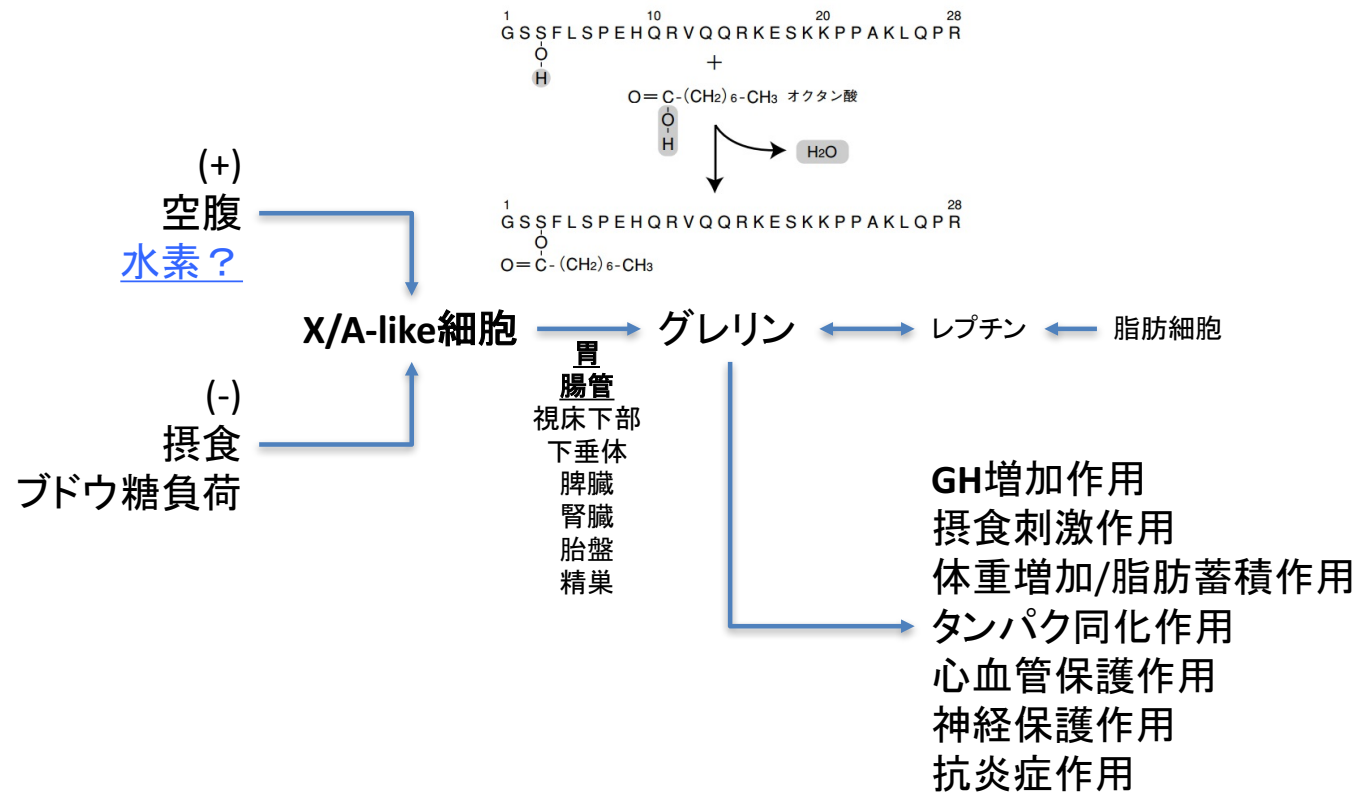 1 10 20 28
G S S F L S P E H Q R V Q Q R K E S K K P P A K L Q P R
O
H
+
O=C-(CH2)6-CH3 オクタン酸
O
H
H2O
1 28
G S S F L S P E H Q R V Q Q R K E S K K P P A K L Q P R
O
O=C-(CH2)6-CH3
(+)
空腹
水素？
X/A-like細胞
グレリン
レプチン
脂肪細胞
胃
腸管
視床下部
下垂体
脾臓
腎臓
胎盤
精巣
(-)
摂食
ブドウ糖負荷
GH増加作用
摂食刺激作用
体重増加/脂肪蓄積作用
タンパク同化作用
心血管保護作用
神経保護作用
抗炎症作用